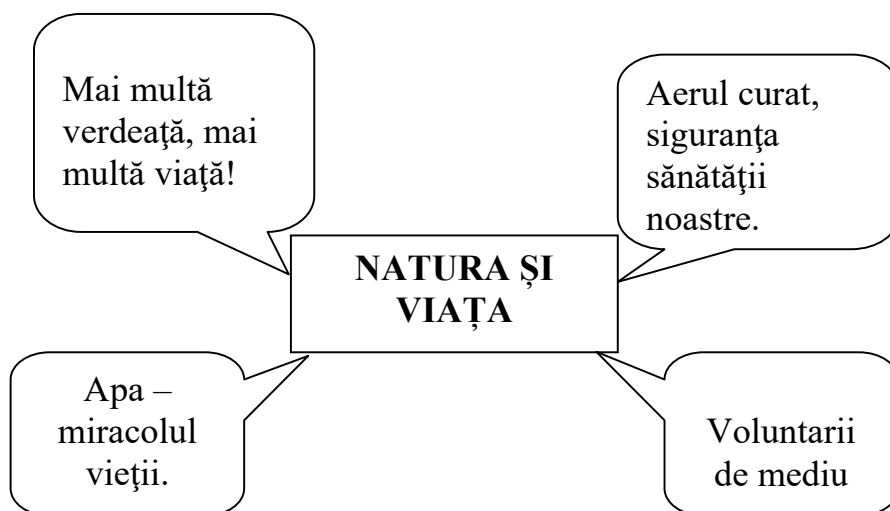 Mai multă
verdeaţă, mai
multă viaţă!
Aerul curat,
siguranţa
sănătăţii
noastre.
NATURA ȘI
VIAȚA
Apa –
miracolul
vieţii.
Voluntarii
de mediu